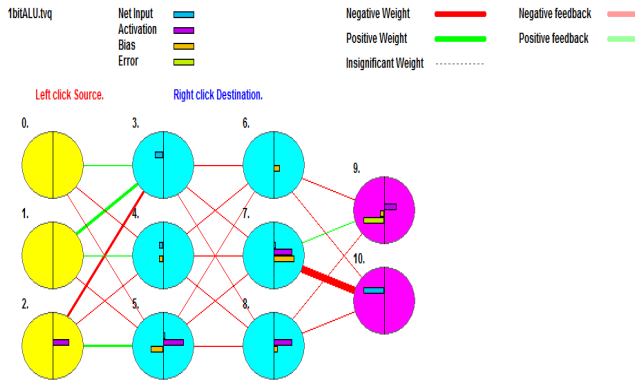 1bitALU.tvq
Net Input
Activation
Bias
Error
Negative Weight
Positive Weight
Insignificant Weight
Negative feedback
Positive feedback
Left click Source.
Right click Destination.
0.
3.
6.
9.
1.
4.
7.
10.
2.
5.
8.